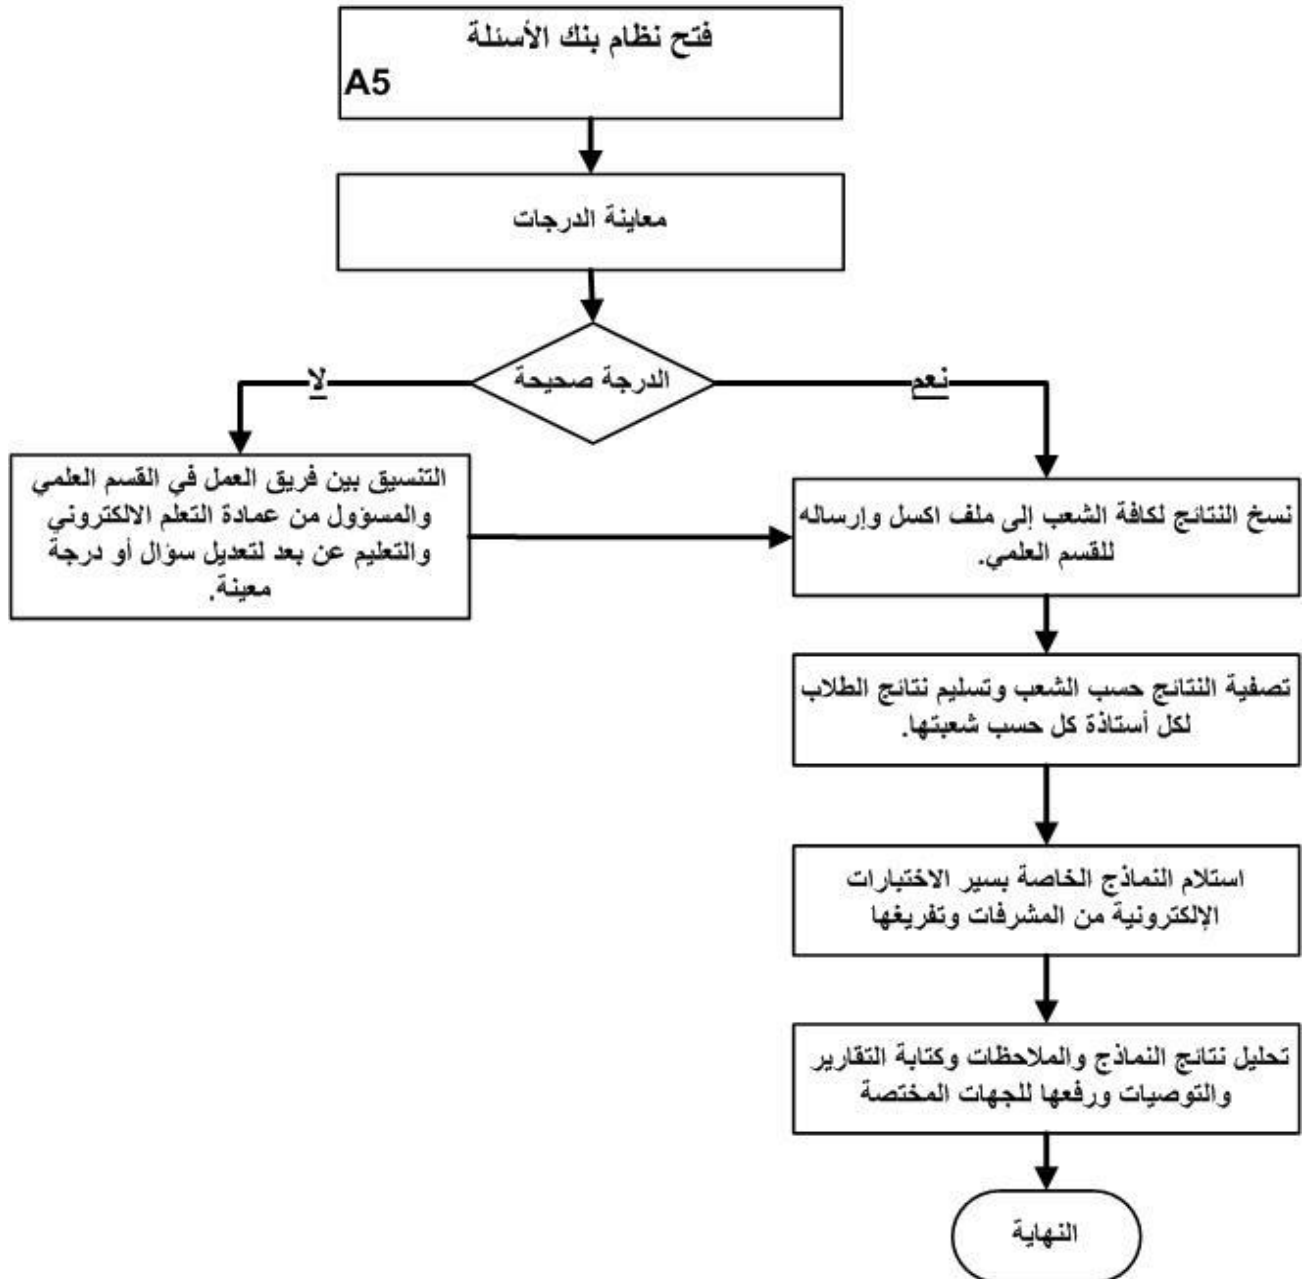 فتح نظام بنك الأسئلة
A5
معاينة الدرجات
الدرجة صحيحة
نعم
لا
التنسيق بين فريق العمل في القسم العلمي
والمسؤول من عمادة التعلم الالكتروني
والتعليم عن بعد لتعديل سؤال أو درجة
معينة.
نسخ النتائج لكافة الشعب إلى ملف اكسل وإرساله
للقسم العلمي.
تصفية النتائج حسب الشعب وتسليم نتائج الطلاب
لكل أستاذة كل حسب شعبتها.
استلام النماذج الخاصة بسير الاختبارات
الإلكترونية من المشرفات وتفريغها
تحليل نتائج النماذج والملاحظات وكتابة التقارير
والتوصيات ورفعها للجهات المختصة
النهاية